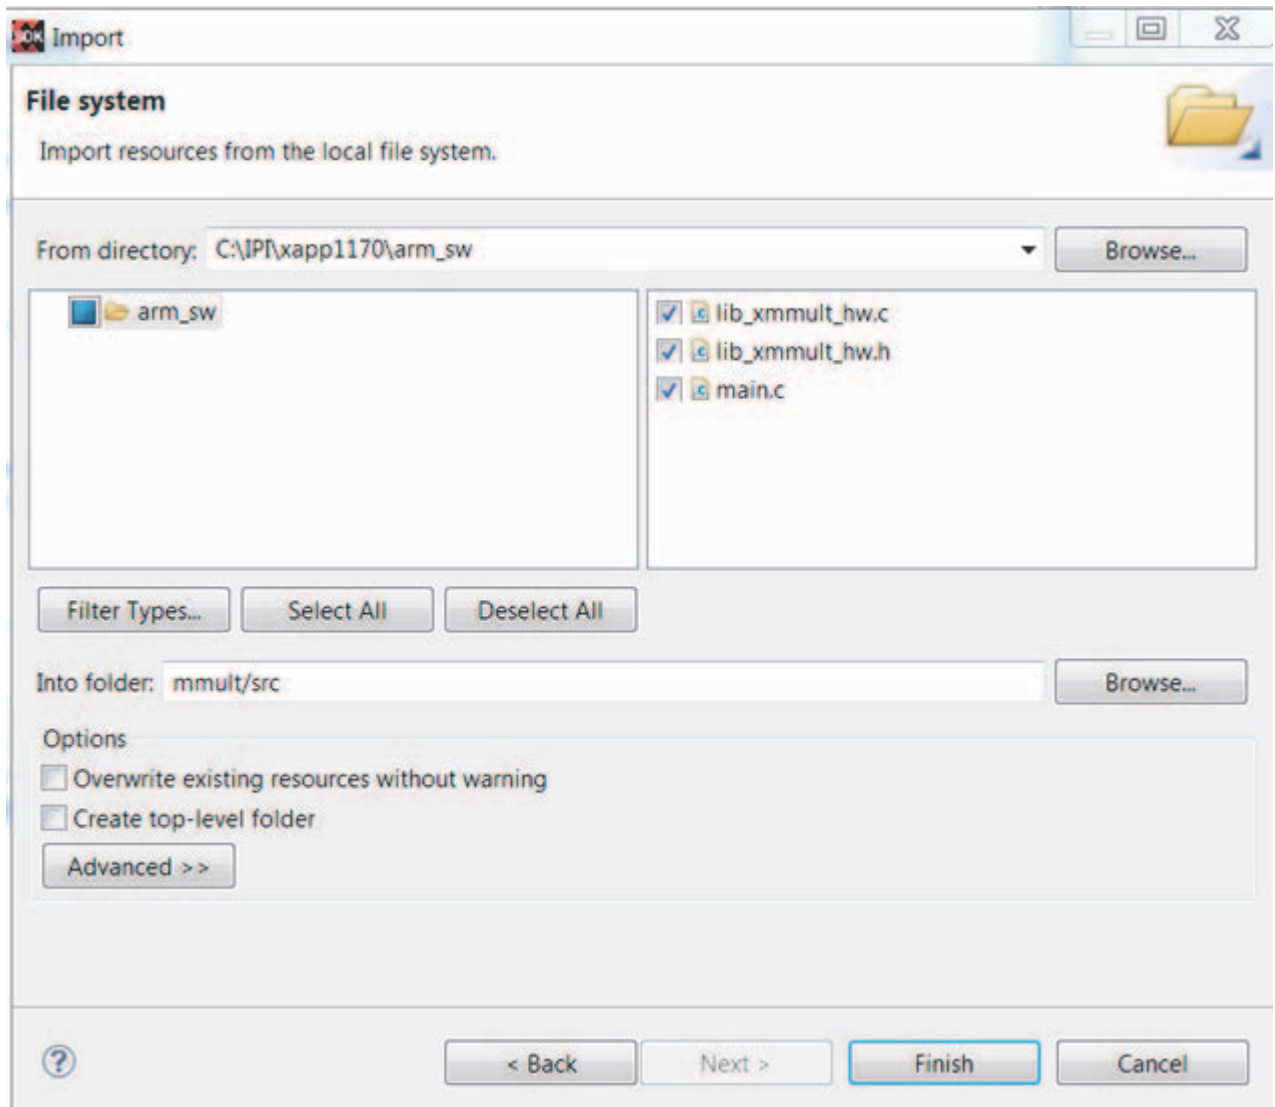 Import
File system
Import resources from the local file system.
From directory: C:\IPI\xapp1170\arm_sw Browse...
arm_sw
lib_xmmult_hw.c
lib_xmmult_hw.h
main.c
Filter Types... Select All Deselect All
Into folder: mmult/src Browse...
Options
Overwrite existing resources without warning
Create top-level folder
Advanced >>
< Back Next > Finish Cancel